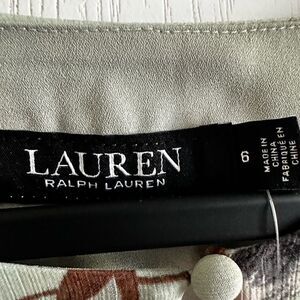 LAUREN
RALPH LAUREN
6
MADE IN
CHINA
FABRIQUÉ EN
CHINE